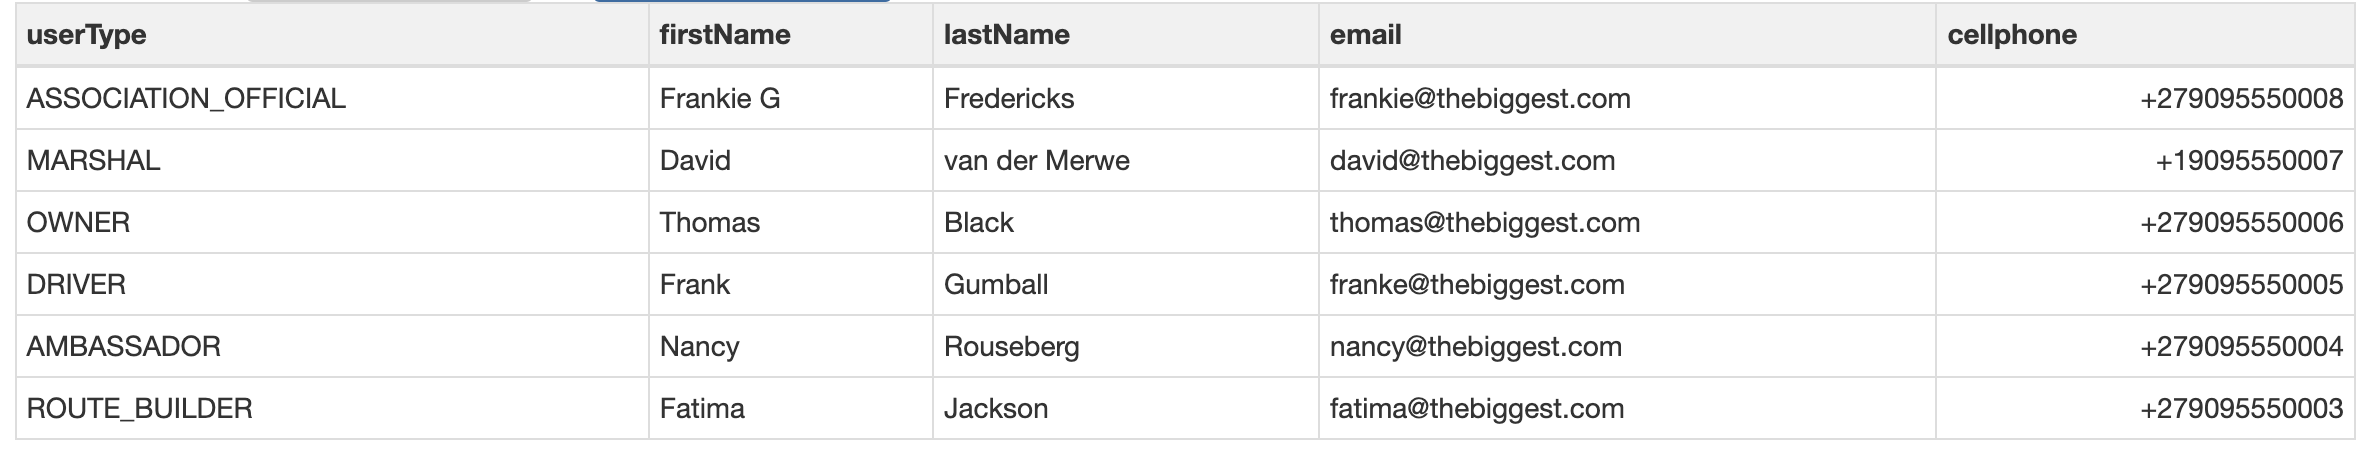 userType firstName lastName email cellphone
ASSOCIATION_OFFICIAL Frankie G Fredericks frankie@thebiggest.com +279095550008
MARSHAL David van der Merwe david@thebiggest.com +19095550007
OWNER Thomas Black thomas@thebiggest.com +279095550006
DRIVER Frank Gumball franke@thebiggest.com +279095550005
AMBASSADOR Nancy Rouseberg nancy@thebiggest.com +279095550004
ROUTE_BUILDER Fatima Jackson fatima@thebiggest.com +279095550003